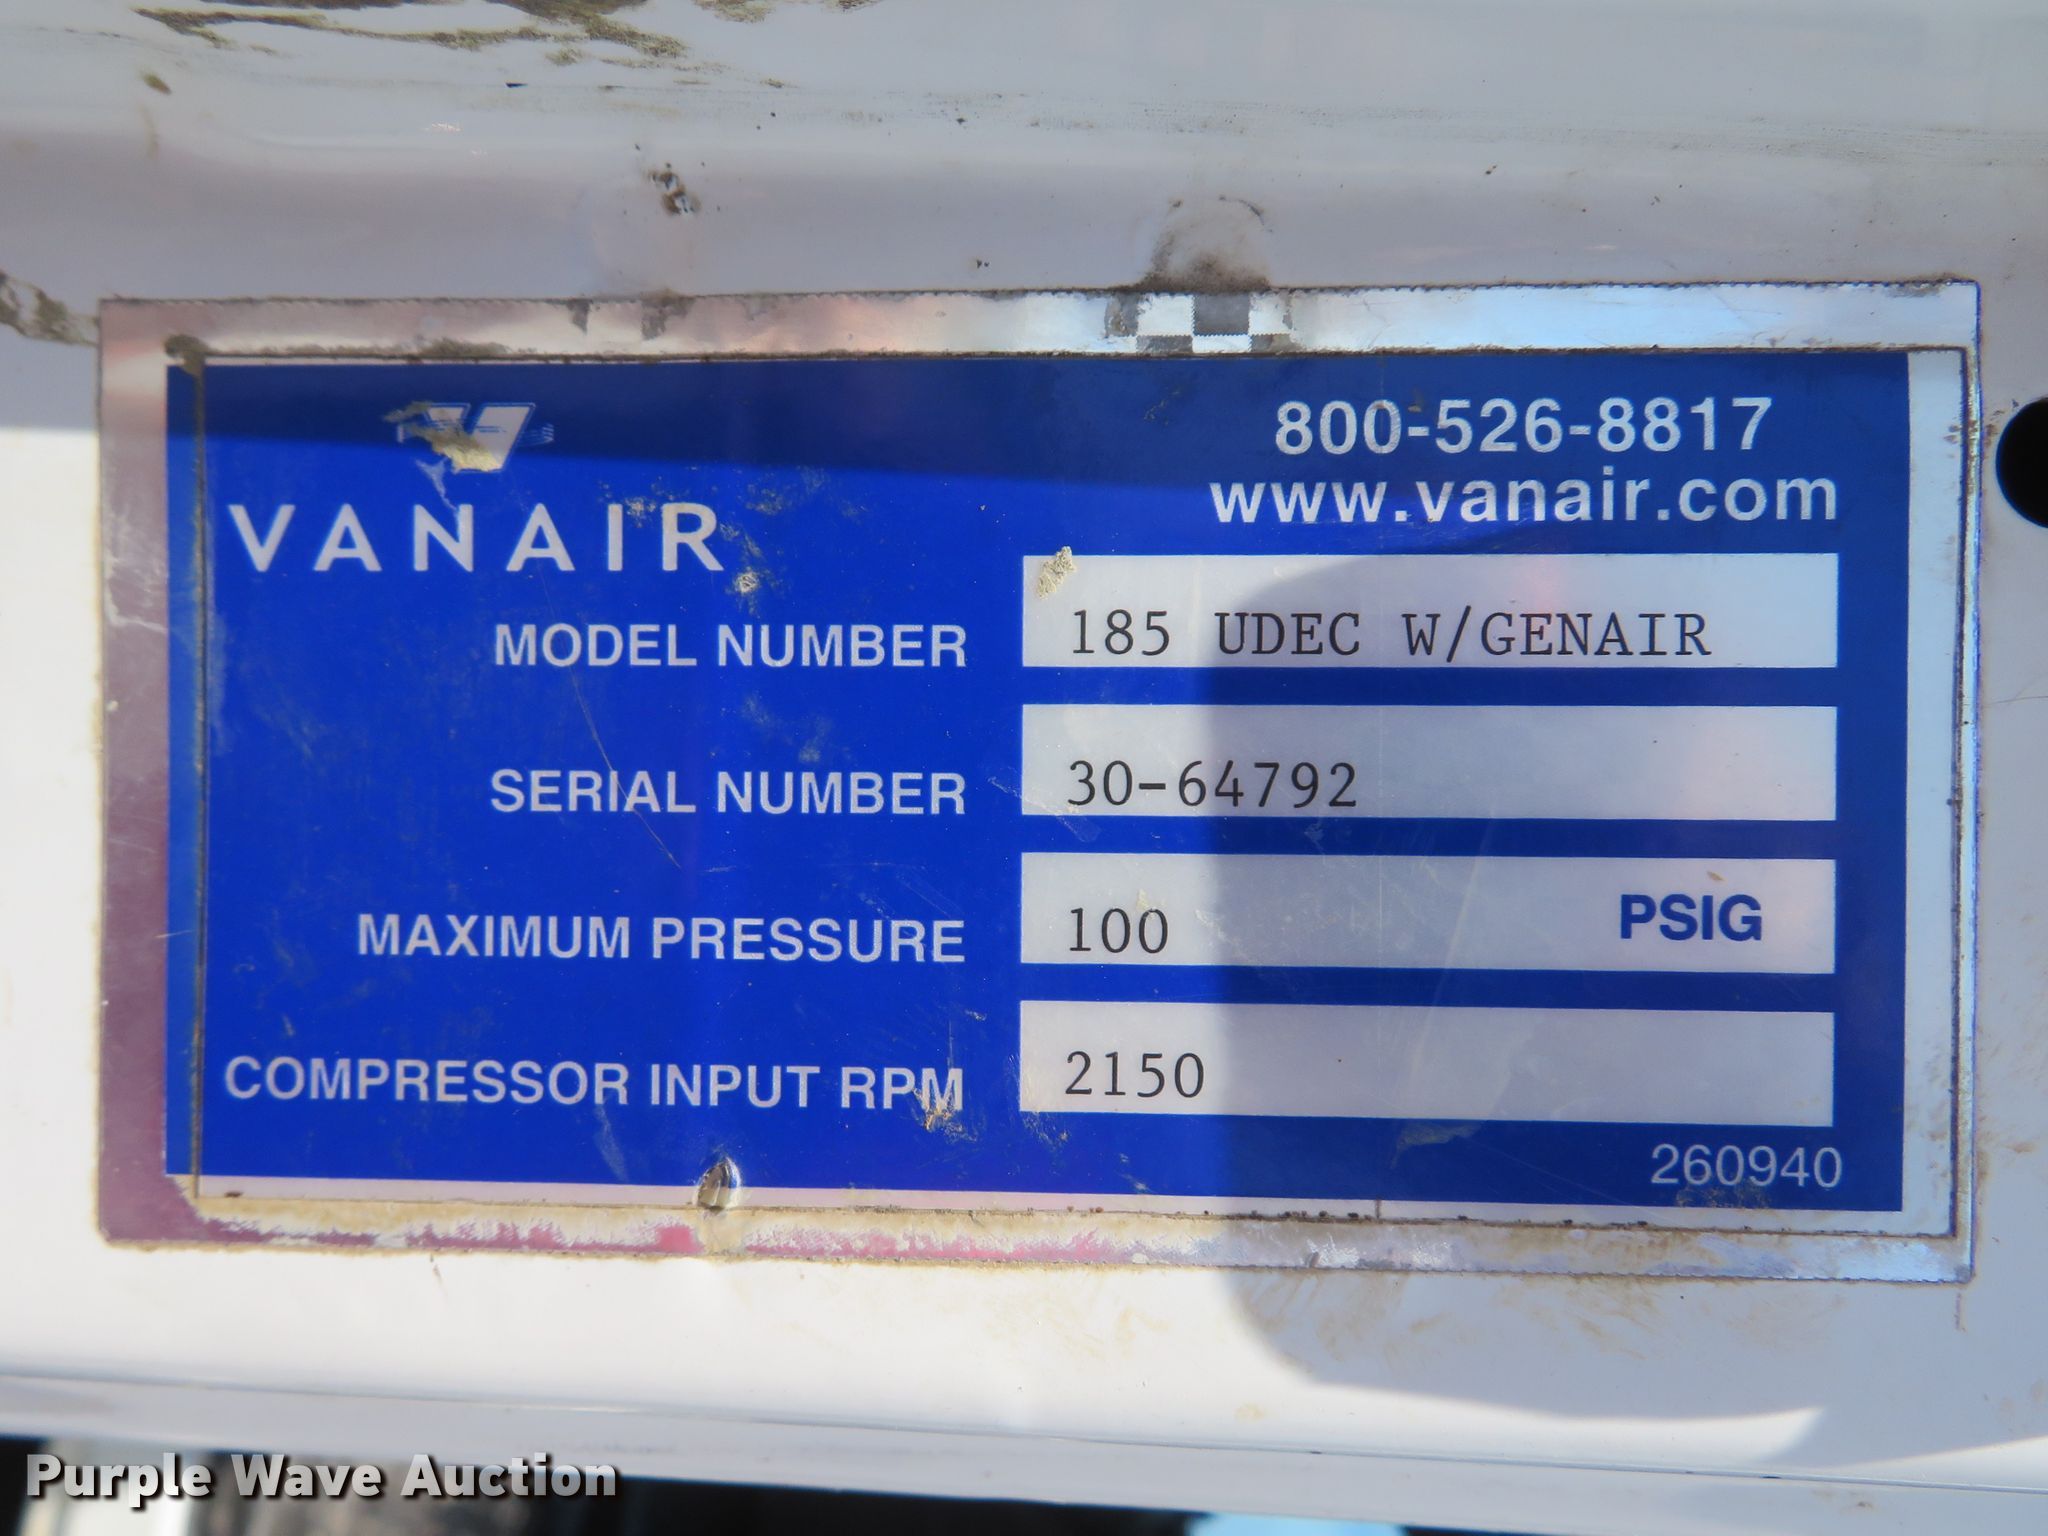 800-526-8817
www.vanair.com
VANAIR
MODEL NUMBER 185 UDEC W/GENAIR
SERIAL NUMBER 30-64792
MAXIMUM PRESSURE 100 PSIG
COMPRESSOR INPUT RPM 2150
260940
Purple Wave Auction